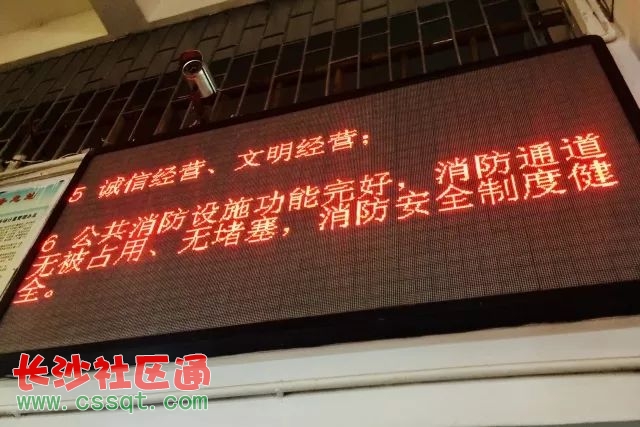 5 诚信经营、文明经营；
6 公共消防设施功能完好，消防通道
无被占用、无堵塞，消防安全制度健
全。
长沙社区通
www.cssqt.com